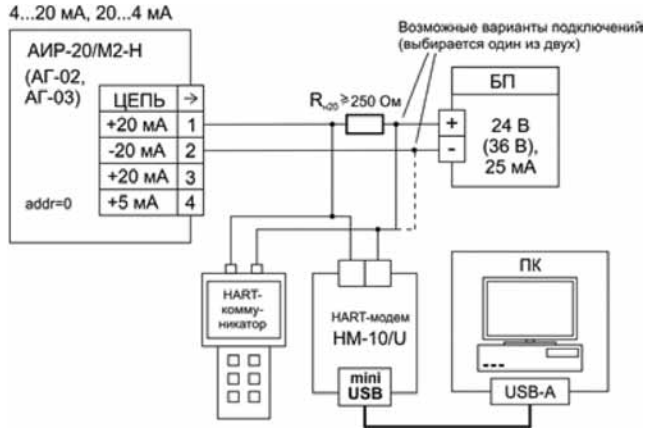 4...20 мА, 20...4 мА
АИР-20/М2-Н
(АГ-02,
АГ-03)
ЦЕПЬ →
+20 мА 1
-20 мА 2
+20 мА 3
+5 мА 4
addr=0
Rн20 ≥ 250 Ом
Возможные варианты подключений
(выбирается один из двух)
БП
+
-
24 В
(36 В),
25 мА
HART-
комму-
никатор
HART-модем
HM-10/U
mini
USB
ПК
USB-A